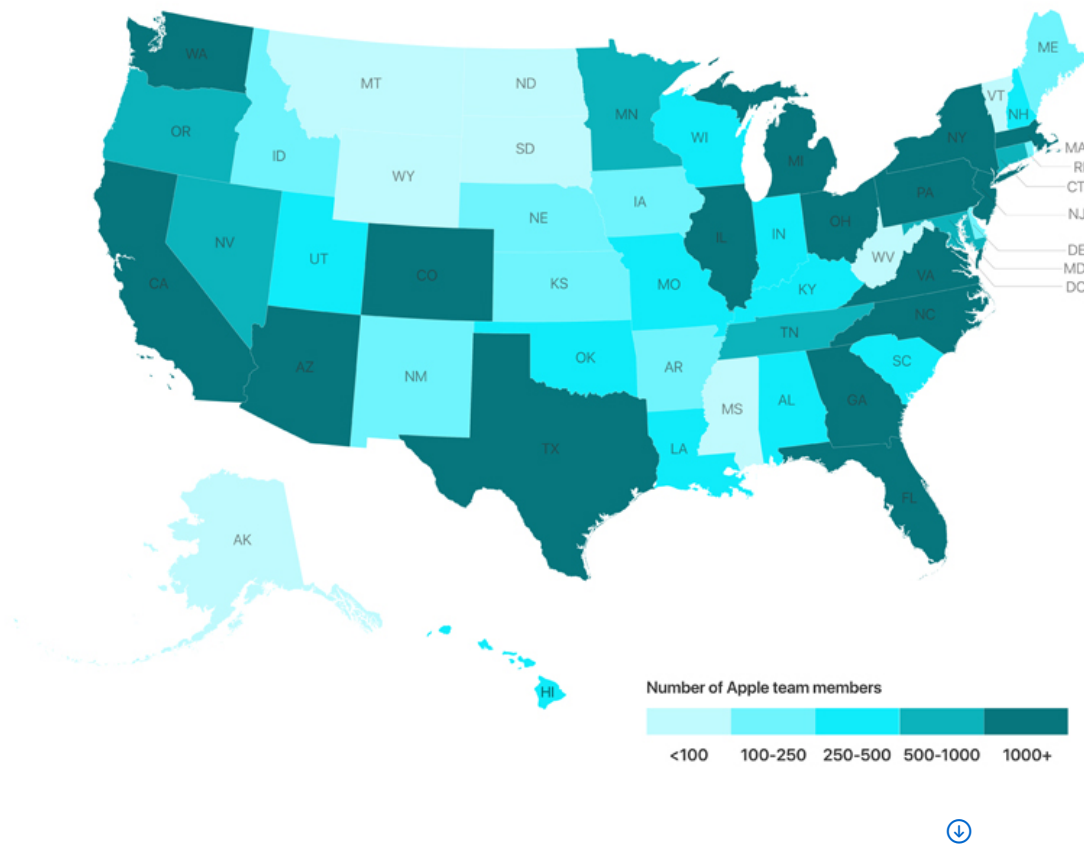 WA
ME
MT
ND
VT
NH
MN
OR
WI
NY
MA
ID
SD
MI
RI
WY
CT
PA
IA
NE
NJ
OH
IL
IN
NV
DE
UT
WV
MD
CO
VA
CA
KS
MO
DC
KY
NC
TN
OK
SC
AZ
AR
NM
GA
AL
MS
TX
LA
FL
AK
HI
Number of Apple team members
<100 100-250 250-500 500-1000 1000+